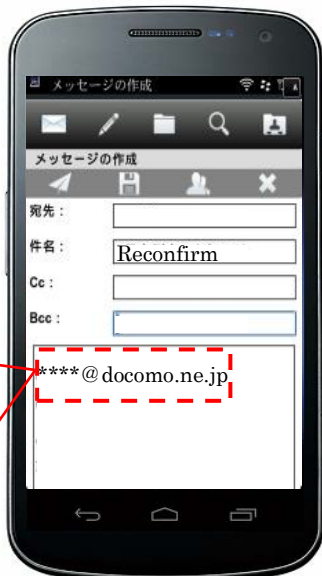 メッセージの作成
メッセージの作成
宛先：
件名：
Reconfirm
Cc：
Bcc：
****@docomo.ne.jp